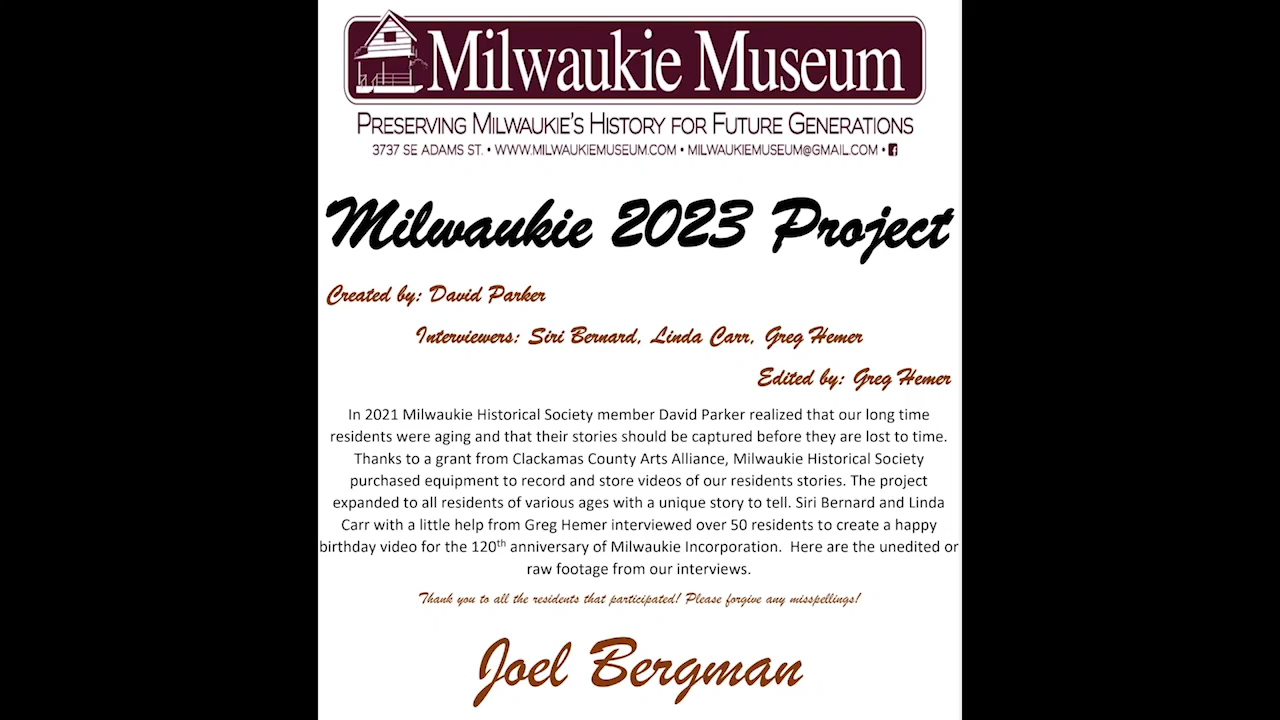 Milwaukie Museum
Preserving Milwaukie's History for Future Generations
3737 SE Adams St. • www.milwaukiemuseum.com • milwaukiemuseum@gmail.com •
Milwaukie 2023 Project
Created by: David Parker
Interviewers: Siri Bernard, Linda Carr, Greg Hemer
Edited by: Greg Hemer
In 2021 Milwaukie Historical Society member David Parker realized that our long time
residents were aging and that their stories should be captured before they are lost to time.
Thanks to a grant from Clackamas County Arts Alliance, Milwaukie Historical Society
purchased equipment to record and store videos of our residents stories. The project
expanded to all residents of various ages with a unique story to tell. Siri Bernard and Linda
Carr with a little help from Greg Hemer interviewed over 50 residents to create a happy
birthday video for the 120th anniversary of Milwaukie Incorporation.  Here are the unedited or
raw footage from our interviews.
Thank you to all the residents that participated! Please forgive any misspellings!
Joel Bergman